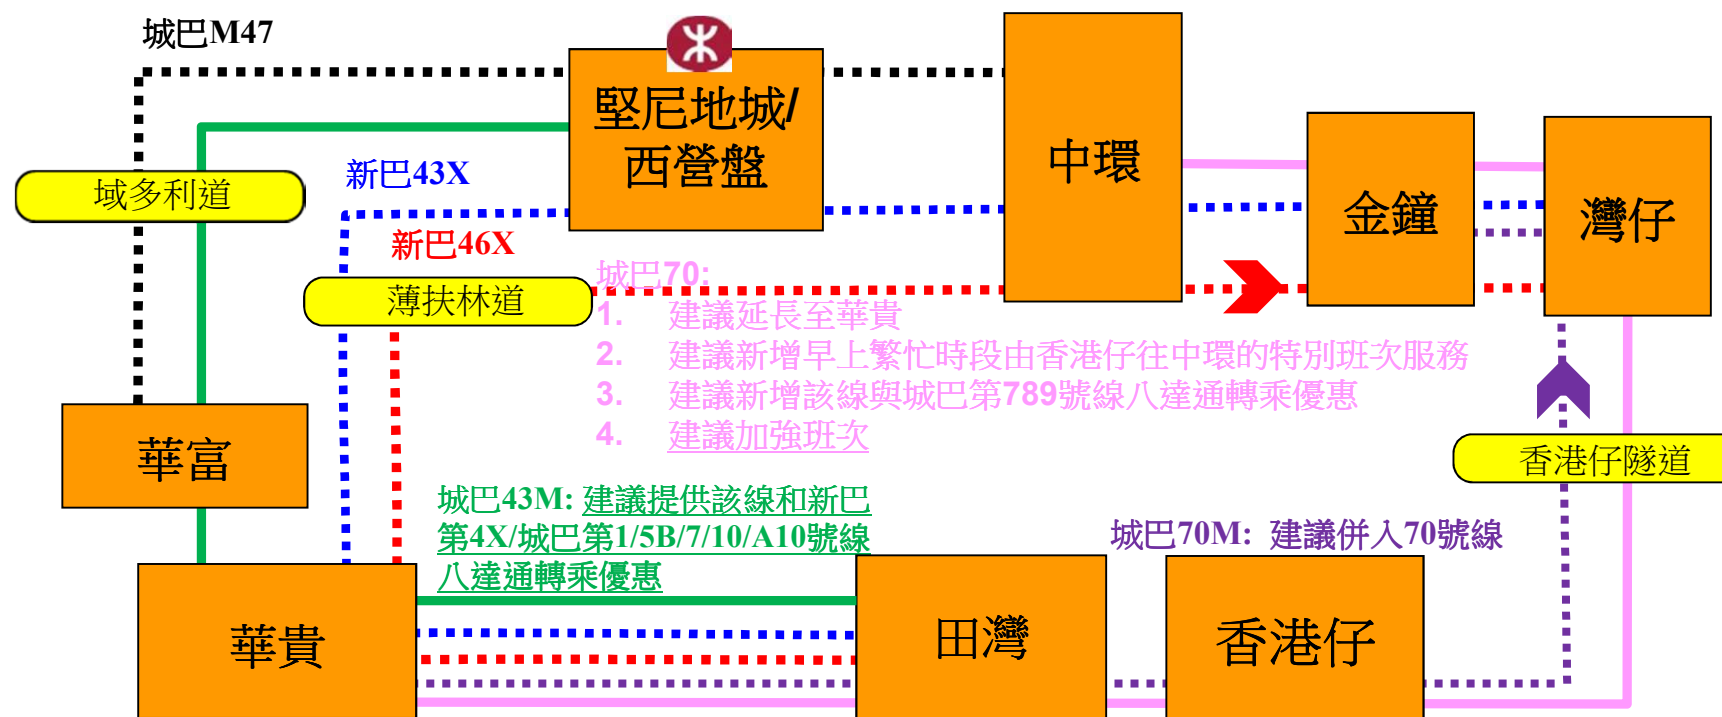 城巴M47
堅尼地城/
西營盤
中環
金鐘
灣仔
新巴43X
域多利道
新巴46X
薄扶林道
城巴70:
1. 建議延長至華貴
2. 建議新增早上繁忙時段由香港仔往中環的特別班次服務
3. 建議新增該線與城巴第789號線八達通轉乘優惠
4. 建議加強班次
華富
香港仔隧道
城巴43M: 建議提供該線和新巴
第4X/城巴第1/5B/7/10/A10號線
八達通轉乘優惠
城巴70M: 建議併入70號線
華貴
田灣
香港仔